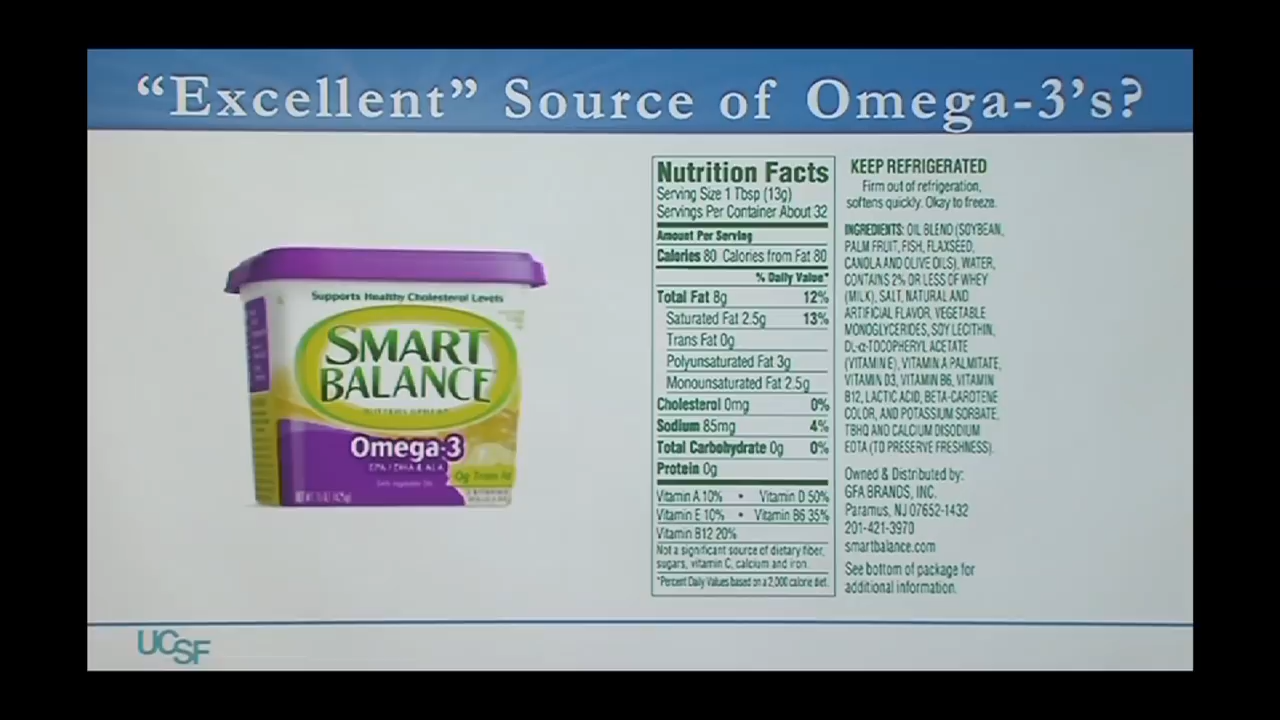 “Excellent” Source of Omega-3’s?
Supports Healthy Cholesterol Levels
SMART
BALANCE
Omega-3
EPA / DHA & ALA
0g Trans
Nutrition Facts
Serving Size 1 Tbsp (13g)
Servings Per Container About 32
Amount Per Serving
Calories 80 Calories from Fat 80
% Daily Value*
Total Fat 8g 12%
Saturated Fat 2.5g 13%
Trans Fat 0g
Polyunsaturated Fat 3g
Monounsaturated Fat 2.5g
Cholesterol 0mg 0%
Sodium 85mg 4%
Total Carbohydrate 0g 0%
Protein 0g
Vitamin A 10% • Vitamin D 50%
Vitamin E 10% • Vitamin B6 35%
Vitamin B12 20%
Not a significant source of dietary fiber,
sugars, vitamin C, calcium and iron.
*Percent Daily Values based on a 2,000 calorie diet.
KEEP REFRIGERATED
Firm out of refrigeration,
softens quickly. Okay to freeze.
INGREDIENTS: OIL BLEND (SOYBEAN,
PALM FRUIT, FISH, FLAXSEED,
CANOLA AND OLIVE OILS), WATER,
CONTAINS 2% OR LESS OF WHEY
(MILK), SALT, NATURAL AND
ARTIFICIAL FLAVOR, VEGETABLE
MONOGLYCERIDES, SOY LECITHIN,
DL-α-TOCOPHERYL ACETATE
(VITAMIN E), VITAMIN A PALMITATE,
VITAMIN D3, VITAMIN B6, VITAMIN
B12, LACTIC ACID, BETA-CAROTENE
COLOR, AND POTASSIUM SORBATE,
TBHQ AND CALCIUM DISODIUM
EDTA (TO PRESERVE FRESHNESS).
Owned & Distributed by:
GFA BRANDS, INC.
Paramus, NJ 07652-1432
201-421-3970
smartbalance.com
See bottom of package for
additional information.
UCSF